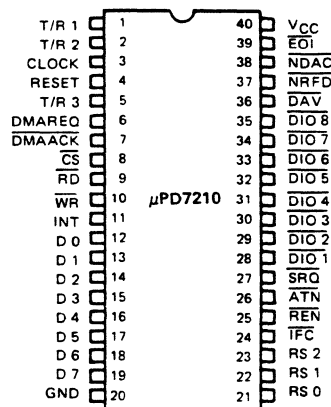 T/R 1 1 40 VCC
T/R 2 2 39 EOI
CLOCK 3 38 NDAC
RESET 4 37 NRFD
T/R 3 5 36 DAV
DMAREQ 6 35 DIO 8
DMAACK 7 34 DIO 7
CS 8 33 DIO 6
RD 9 32 DIO 5
WR 10 µPD7210 31 DIO 4
INT 11 30 DIO 3
D 0 12 29 DIO 2
D 1 13 28 DIO 1
D 2 14 27 SRQ
D 3 15 26 ATN
D 4 16 25 REN
D 5 17 24 IFC
D 6 18 23 RS 2
D 7 19 22 RS 1
GND 20 21 RS 0